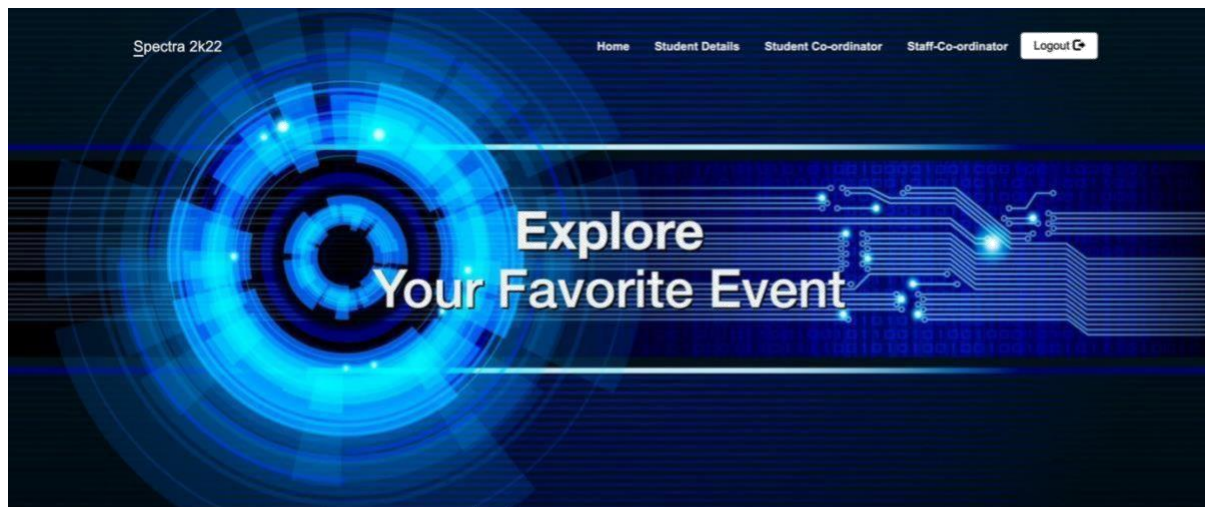 Spectra 2k22
Home Student Details Student Co-ordinator Staff-Co-ordinator Logout
Explore
Your Favorite Event